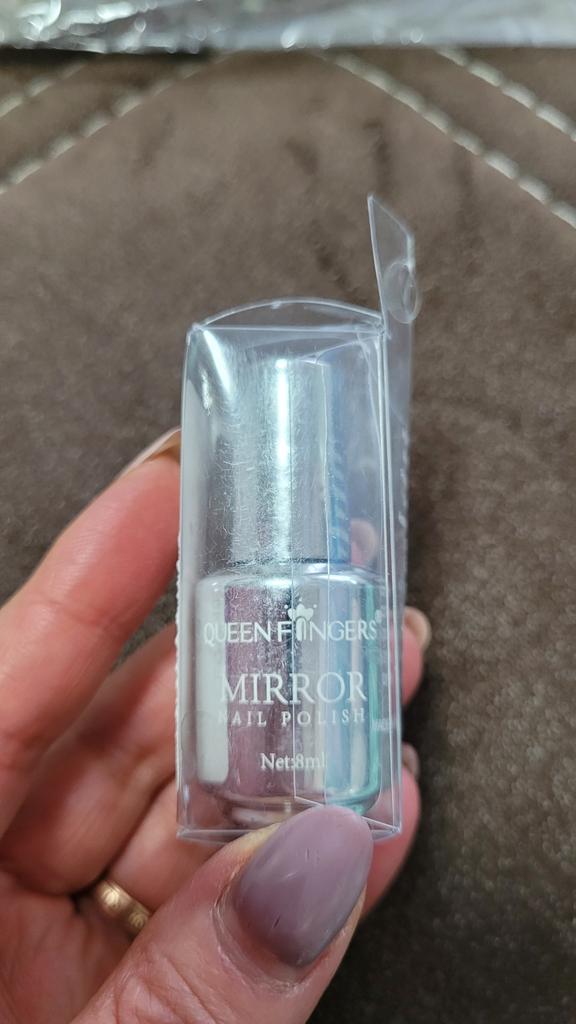 QUEEN FINGERS®
MIRROR
NAIL POLISH
Net:8ml